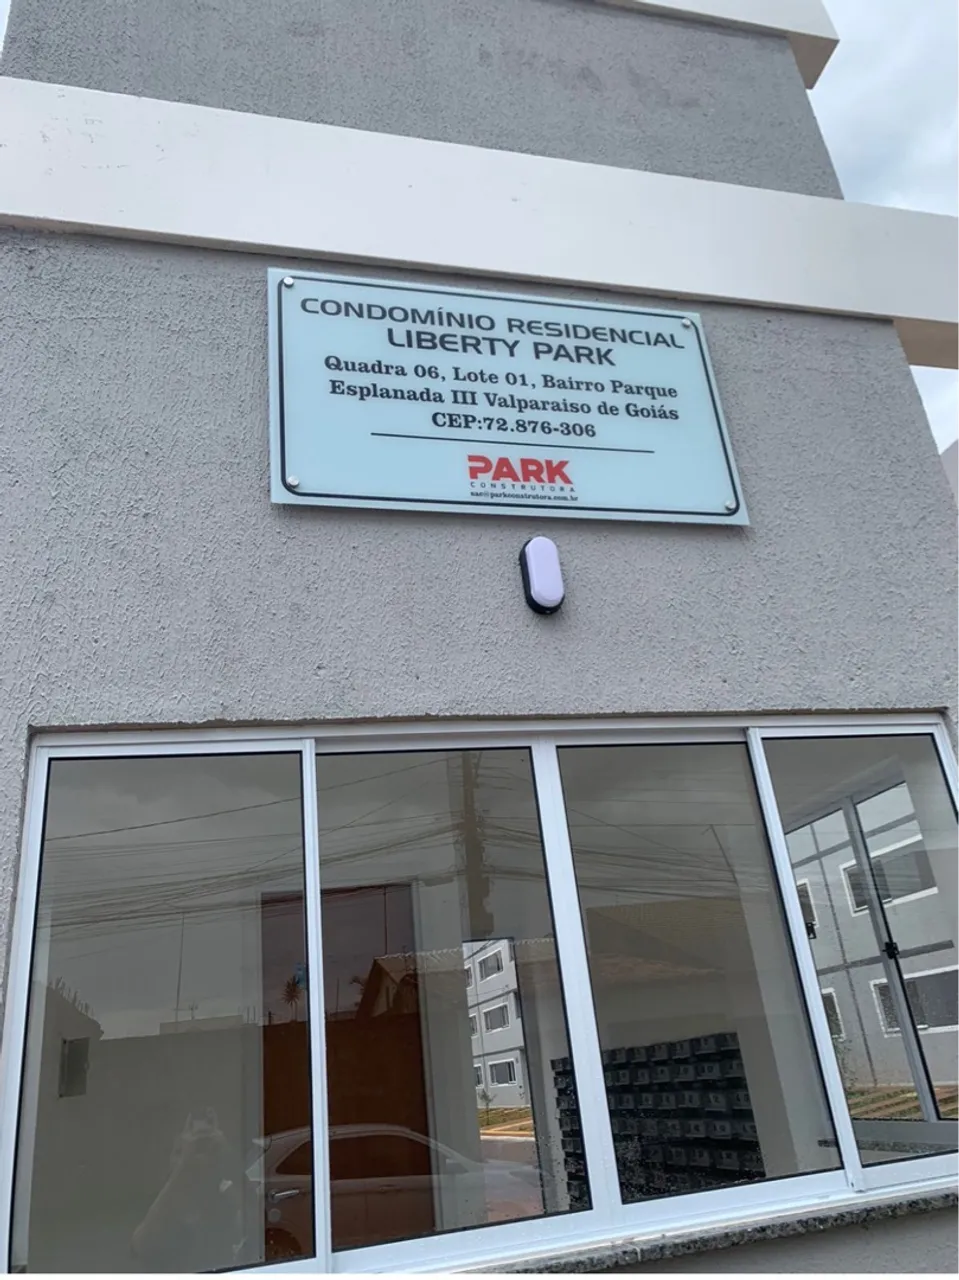 CONDOMÍNIO RESIDENCIAL
LIBERTY PARK
Quadra 06, Lote 01, Bairro Parque
Esplanada III Valparaiso de Goiás
CEP:72.876-306
PARK
CONSTRUTORA
sac@parkconstrutora.com.br